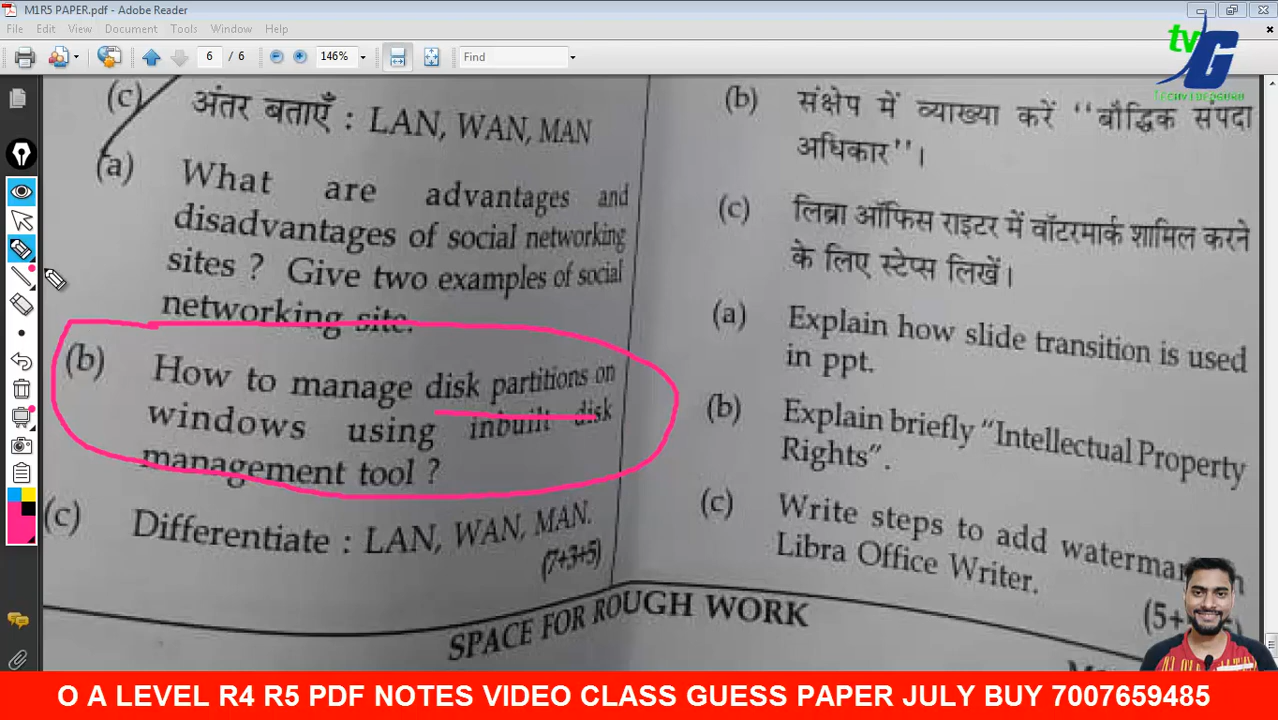 M1R5 PAPER.pdf - Adobe Reader
File Edit View Document Tools Window Help
6 / 6 146% Find
tv G
TECHVEDUGURU
(c) अंतर बताएँ : LAN, WAN, MAN
(a) What are advantages and
disadvantages of social networking
sites ? Give two examples of social
networking site.
(b) How to manage disk partitions on
windows using inbuilt disk
management tool ?
(c) Differentiate : LAN, WAN, MAN.
(7+3+5)
(b) संक्षेप में व्याख्या करें ‘‘बौद्धिक संपदा
अधिकार’’।
(c) लिब्रा ऑफिस राइटर में वॉटरमार्क शामिल करने
के लिए स्टेप्स लिखें।
(a) Explain how slide transition is used
in ppt.
(b) Explain briefly “Intellectual Property
Rights”.
(c) Write steps to add
Libra Office Writer.
(5+
SPACE FOR ROUGH WORK
O A LEVEL R4 R5 PDF NOTES VIDEO CLASS GUESS PAPER JULY BUY 7007659485